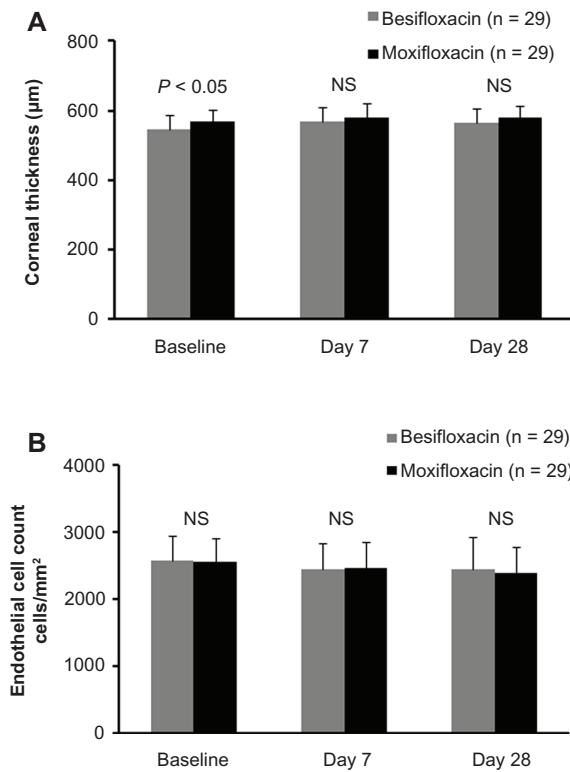 A
Besifloxacin (n = 29)
Moxifloxacin (n = 29)
Corneal thickness (µm)
800
600
400
200
0
P < 0.05
NS
NS
Baseline
Day 7
Day 28
B
Besifloxacin (n = 29)
Moxifloxacin (n = 29)
Endothelial cell count
cells/mm²
4000
3000
2000
1000
0
NS
NS
NS
Baseline
Day 7
Day 28